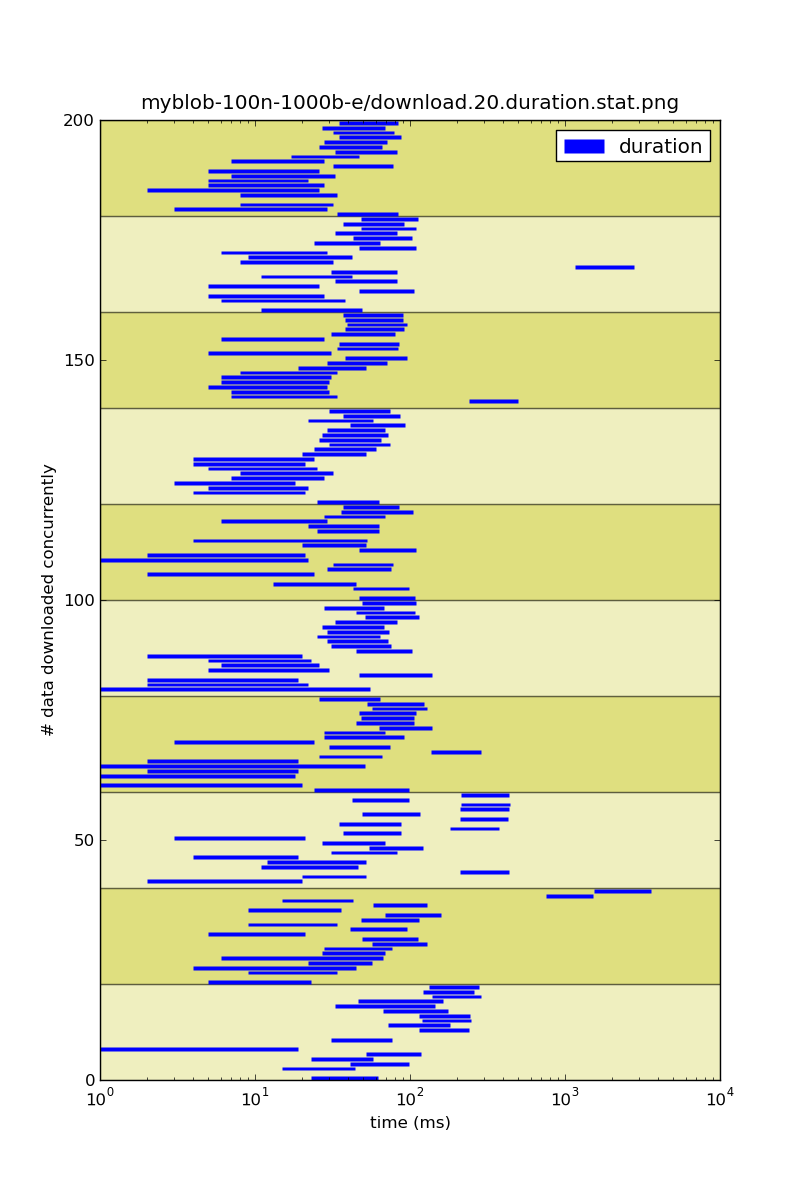 myblob-100n-1000b-e/download.20.duration.stat.png
duration
200
150
100
50
0
# data downloaded concurrently
10^0 10^1 10^2 10^3 10^4
time (ms)